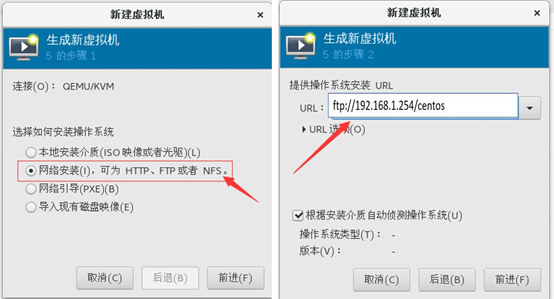 新建虚拟机
生成新虚拟机
5 的步骤 1
连接(O)： QEMU/KVM
选择如何安装操作系统
本地安装介质(ISO 映像或者光驱)(L)
网络安装(I)，可为 HTTP、FTP 或者 NFS。
网络引导(PXE)(B)
导入现有磁盘映像(E)
取消(C)
后退(B)
前进(F)
新建虚拟机
生成新虚拟机
5 的步骤 2
提供操作系统安装 URL
URL： ftp://192.168.1.254/centos
URL 选项(O)
根据安装介质自动侦测操作系统(U)
操作系统类型(T)： -
版本(V)： -
取消(C)
后退(B)
前进(F)